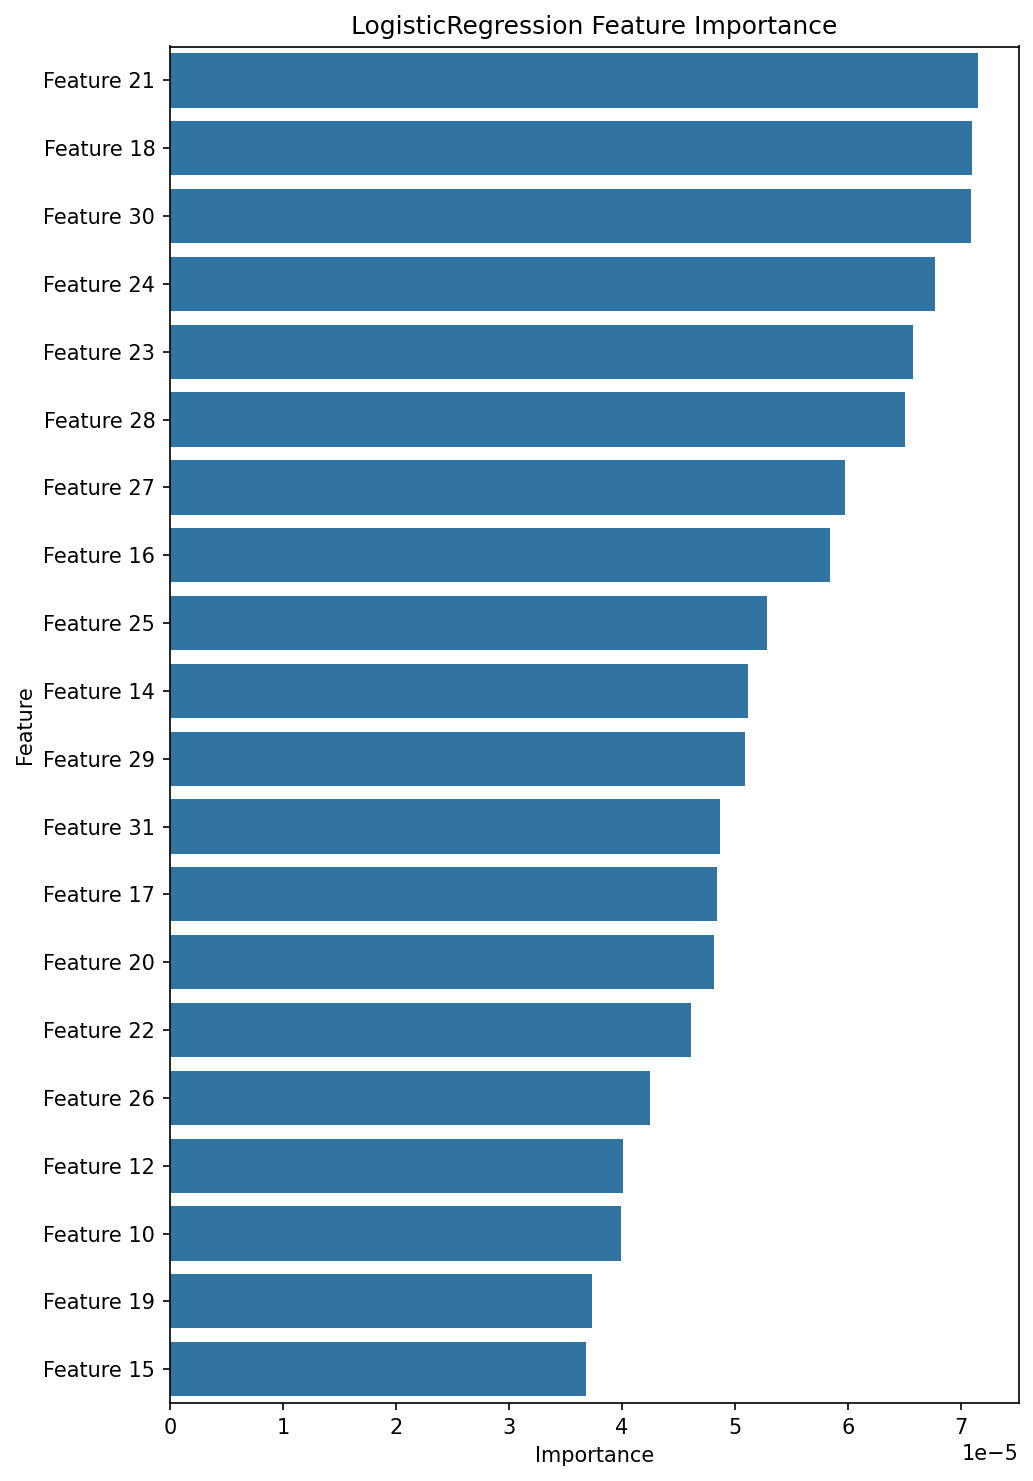 LogisticRegression Feature Importance
Feature 21
Feature 18
Feature 30
Feature 24
Feature 23
Feature 28
Feature 27
Feature 16
Feature 25
Feature 14
Feature 29
Feature 31
Feature 17
Feature 20
Feature 22
Feature 26
Feature 12
Feature 10
Feature 19
Feature 15
Feature
0 1 2 3 4 5 6 7
1e−5
Importance